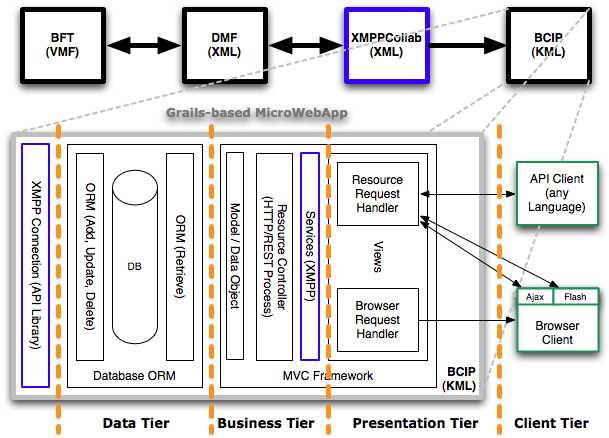 BFT
(VMF)
DMF
(XML)
XMPPCollab
(XML)
BCIP
(KML)
Grails-based MicroWebApp
XMPP Connection (API Library)
ORM (Add, Update, Delete)
DB
ORM (Retrieve)
Database ORM
Model / Data Object
Resource Controller
(HTTP/REST Process)
Services (XMPP)
Resource
Request
Handler
Views
Browser
Request
Handler
MVC Framework
BCIP
(KML)
API Client
(any
Language)
Ajax
Flash
Browser
Client
Data Tier
Business Tier
Presentation Tier
Client Tier